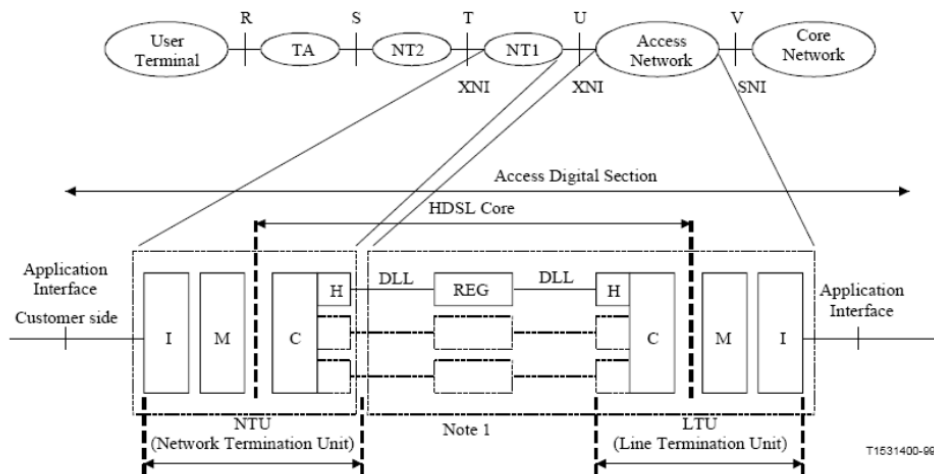 R S T U V
User Terminal
TA
NT2
NT1
Access Network
Core Network
XNI XNI SNI
Access Digital Section
HDSL Core
Application Interface
Customer side
I M C H DLL REG DLL H C M I
Application Interface
NTU
(Network Termination Unit)
Note 1
LTU
(Line Termination Unit)
T1531400-99